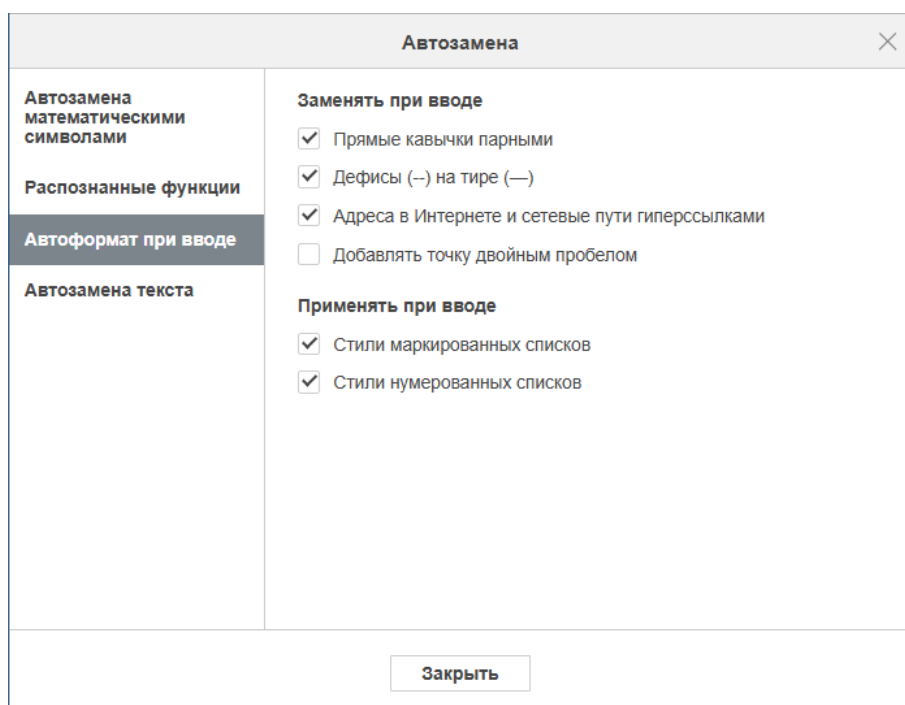 Автозамена
Автозамена
математическими
символами
Распознанные функции
Автоформат при вводе
Автозамена текста
Заменять при вводе
Прямые кавычки парными
Дефисы (--) на тире (—)
Адреса в Интернете и сетевые пути гиперссылками
Добавлять точку двойным пробелом
Применять при вводе
Стили маркированных списков
Стили нумерованных списков
Закрыть